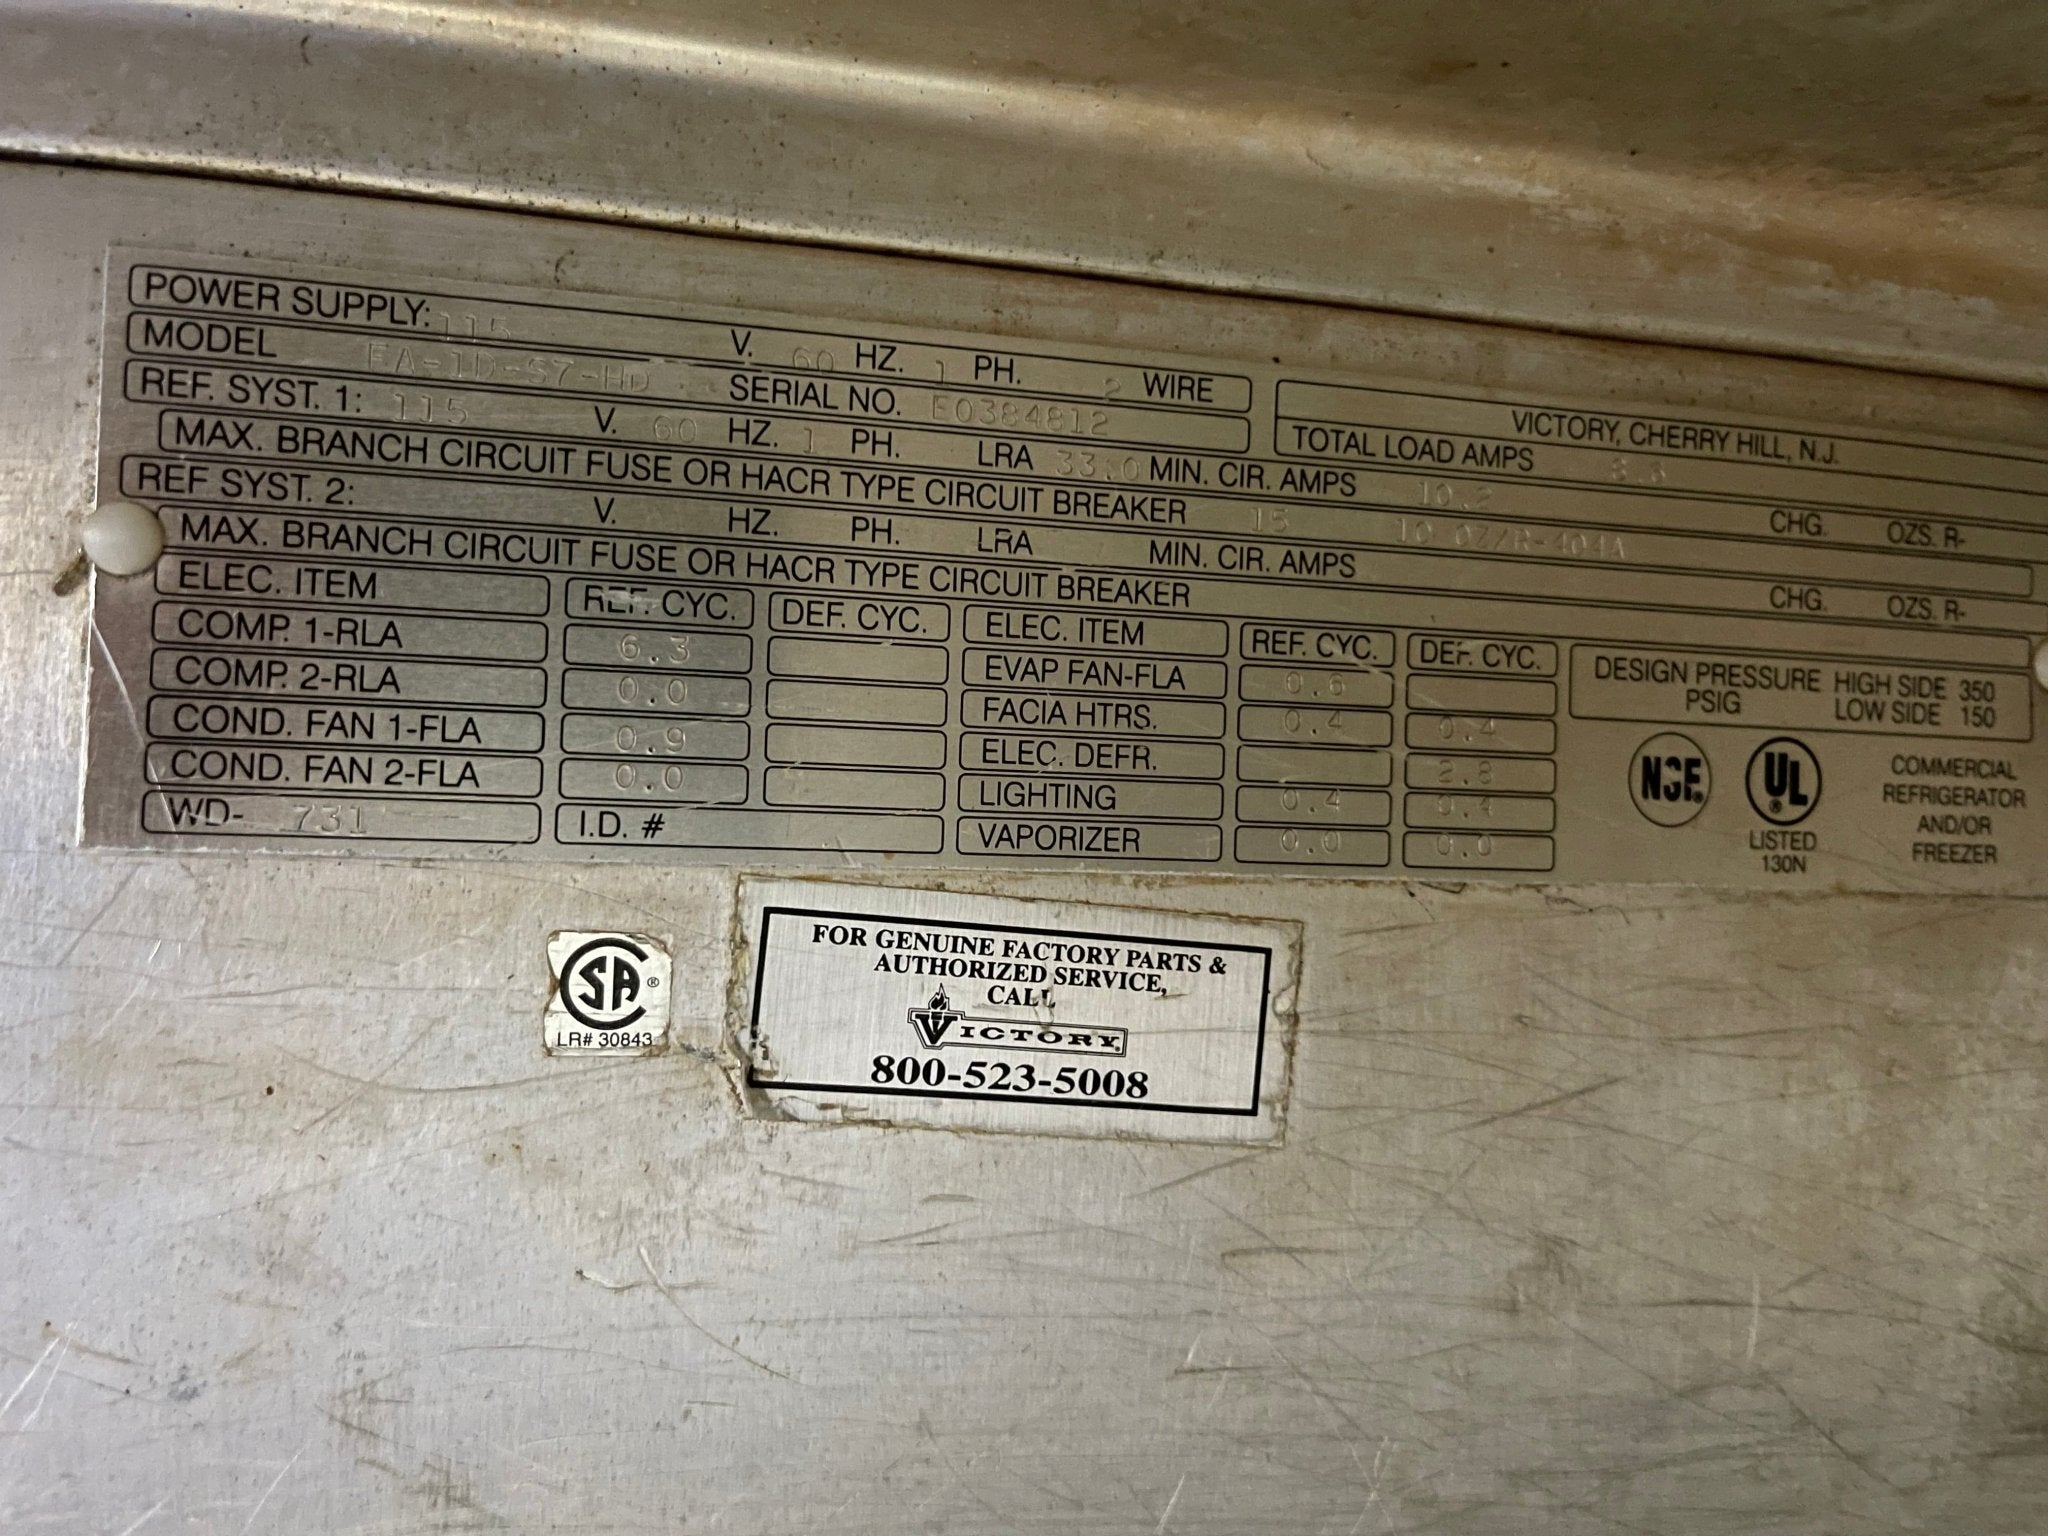 POWER SUPPLY: 115 V. 60 HZ. 1 PH. 2 WIRE
MODEL FA-1D-S7-HD SERIAL NO. E0384812
VICTORY, CHERRY HILL, N.J.
REF. SYST. 1: 115 V. 60 HZ. 1 PH. LRA 33.0 MIN. CIR. AMPS 10.2
TOTAL LOAD AMPS
MAX. BRANCH CIRCUIT FUSE OR HACR TYPE CIRCUIT BREAKER 15 10 OZ/R-404A CHG. OZS. R-
REF SYST. 2: V. HZ. PH. LRA MIN. CIR. AMPS
MAX. BRANCH CIRCUIT FUSE OR HACR TYPE CIRCUIT BREAKER CHG. OZS. R-
ELEC. ITEM REF. CYC. DEF. CYC. ELEC. ITEM REF. CYC. DEF. CYC.
COMP. 1-RLA 6.3 EVAP FAN-FLA 0.6
COMP. 2-RLA 0.0 FACIA HTRS. 0.4 0.4
COND. FAN 1-FLA 0.9 ELEC. DEFR. 2.8
COND. FAN 2-FLA 0.0 LIGHTING 0.4 0.4
WD- 731 I.D. # VAPORIZER 0.0 0.0
DESIGN PRESSURE HIGH SIDE 350
PSIG LOW SIDE 150
NSF®
UL®
LISTED
130N
COMMERCIAL
REFRIGERATOR
AND/OR
FREEZER
SA®
LR# 30843
FOR GENUINE FACTORY PARTS &
AUTHORIZED SERVICE,
CALL
VICTORY
800-523-5008